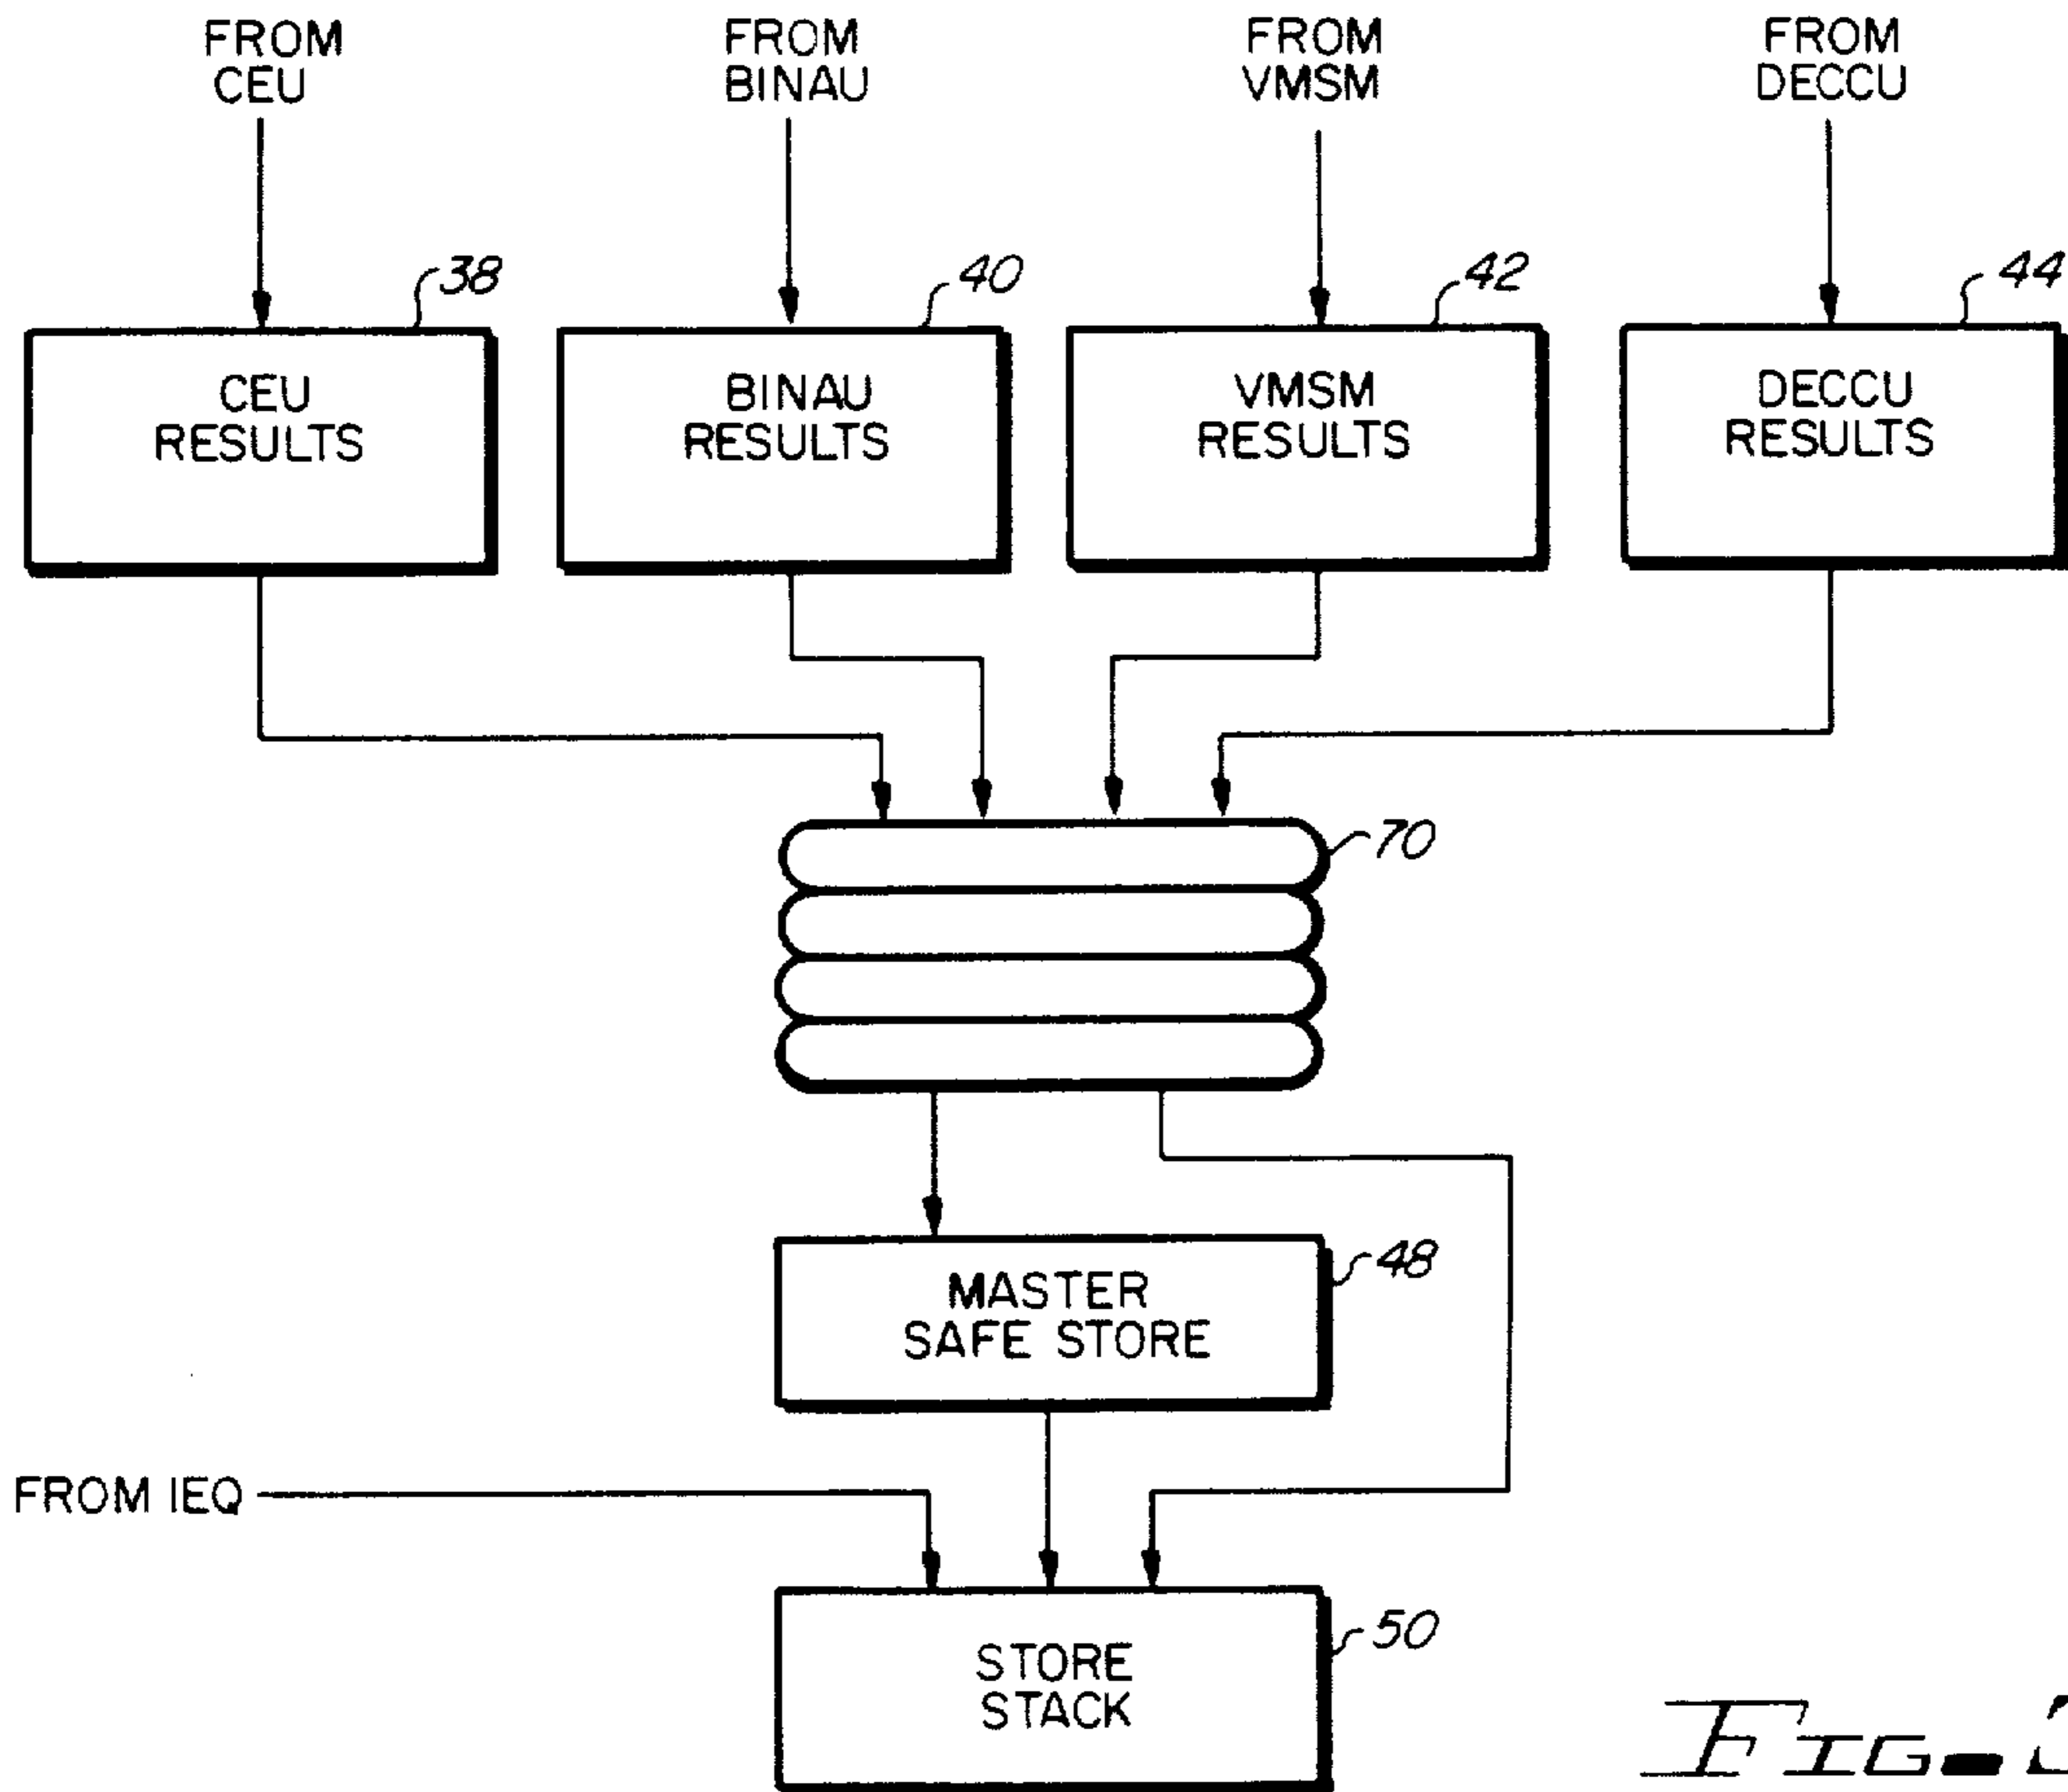 FROM
CEU
FROM
BINAU
FROM
VMSM
FROM
DECCU
38
40
42
44
CEU
RESULTS
BINAU
RESULTS
VMSM
RESULTS
DECCU
RESULTS
70
48
MASTER
SAFE STORE
FROM IEQ
50
STORE
STACK
FIG.